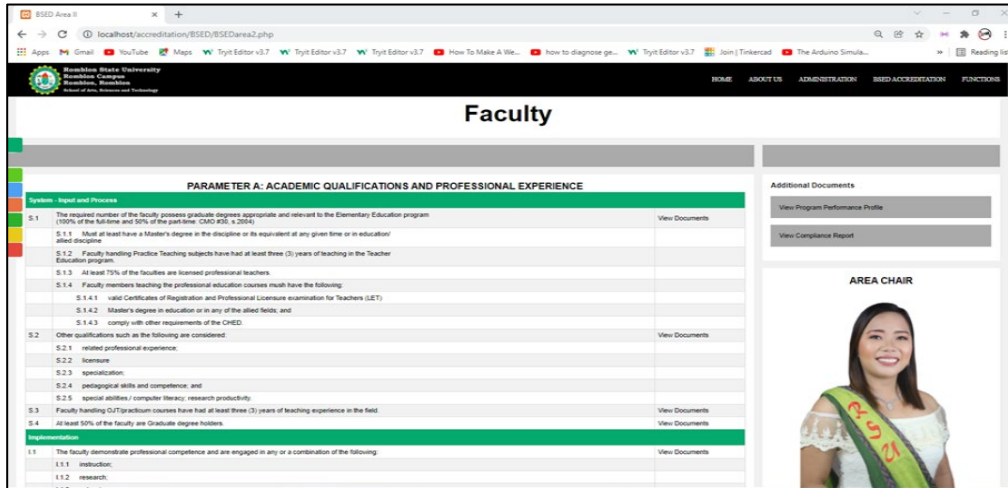 BSED Area II
localhost/accreditation/BSED/BSEDarea2.php
Apps Gmail YouTube Maps Tryit Editor v3.7 Tryit Editor v3.7 Tryit Editor v3.7 How To Make A We... how to diagnose ge... Tryit Editor v3.7 Join | Tinkercad The Arduino Simula... » Reading list
Romblon State University
Romblon Campus
Romblon, Romblon
School of Arts, Sciences and Technology
HOME ABOUT US ADMINISTRATION BSED ACCREDITATION FUNCTIONS
Faculty
PARAMETER A: ACADEMIC QUALIFICATIONS AND PROFESSIONAL EXPERIENCE
System - Input and Process
S.1 The required number of the faculty possess graduate degrees appropriate and relevant to the Elementary Education program View Documents
(100% of the full-time and 50% of the part-time: CMO #30, s.2004)
S.1.1 Must at least have a Master's degree in the discipline or its equivalent at any given time or in education/
allied discipline
S.1.2 Faculty handling Practice Teaching subjects have had at least three (3) years of teaching in the Teacher
Education program.
S.1.3 At least 75% of the faculties are licensed professional teachers.
S.1.4 Faculty members teaching the professional education courses mush have the following:
S.1.4.1 valid Certificates of Registration and Professional Licensure examination for Teachers (LET)
S.1.4.2 Master's degree in education or in any of the allied fields; and
S.1.4.3 comply with other requirements of the CHED.
S.2 Other qualifications such as the following are considered: View Documents
S.2.1 related professional experience;
S.2.2 licensure
S.2.3 specialization;
S.2.4 pedagogical skills and competence; and
S.2.5 special abilities / computer literacy; research productivity.
S.3 Faculty handling OJT/practicum courses have had at least three (3) years of teaching experience in the field. View Documents
S.4 At least 50% of the faculty are Graduate degree holders. View Documents
Implementation
I.1 The faculty demonstrate professional competence and are engaged in any or a combination of the following: View Documents
I.1.1 instruction;
I.1.2 research;
Additional Documents
View Program Performance Profile
View Compliance Report
AREA CHAIR
RSU